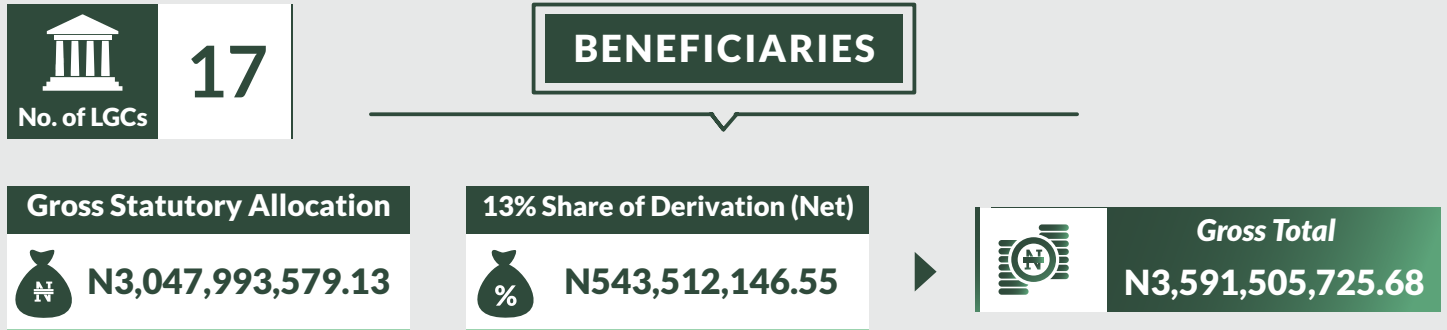 17
No. of LGCs
BENEFICIARIES
Gross Statutory Allocation
₦
N3,047,993,579.13
13% Share of Derivation (Net)
%
N543,512,146.55
₦
Gross Total
N3,591,505,725.68